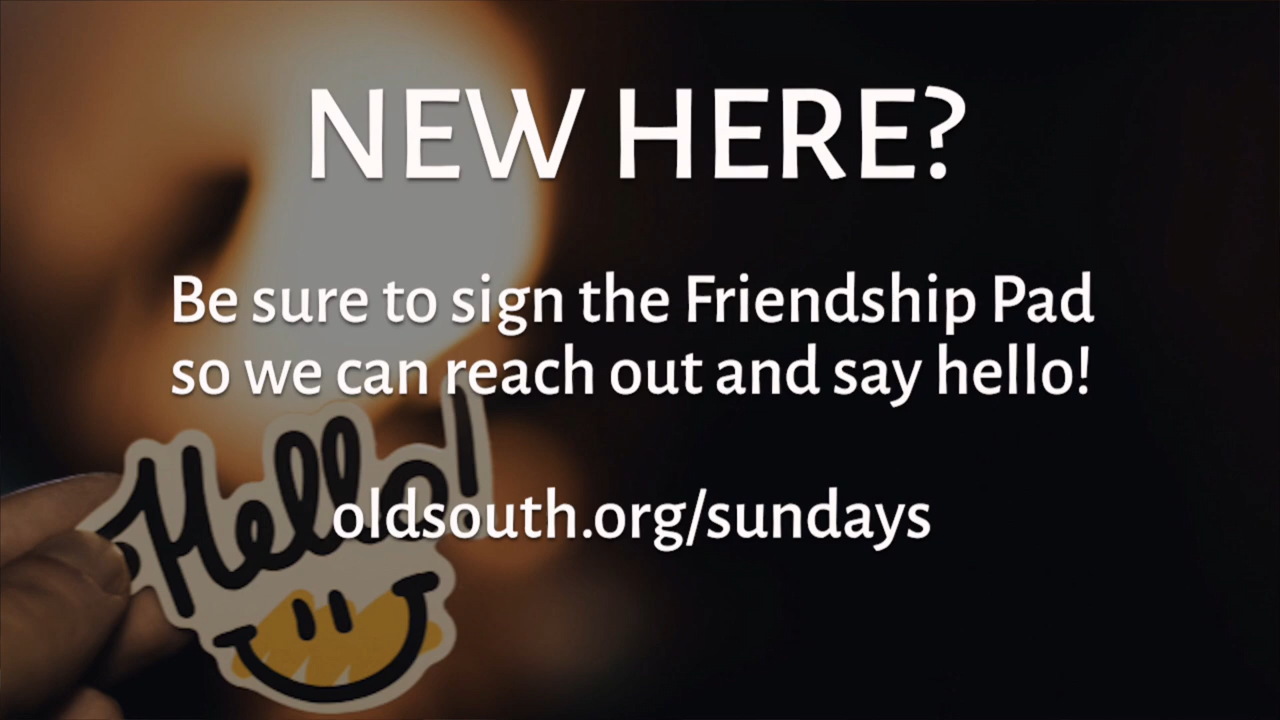 NEW HERE?
Be sure to sign the Friendship Pad
so we can reach out and say hello!
Hello!
oldsouth.org/sundays